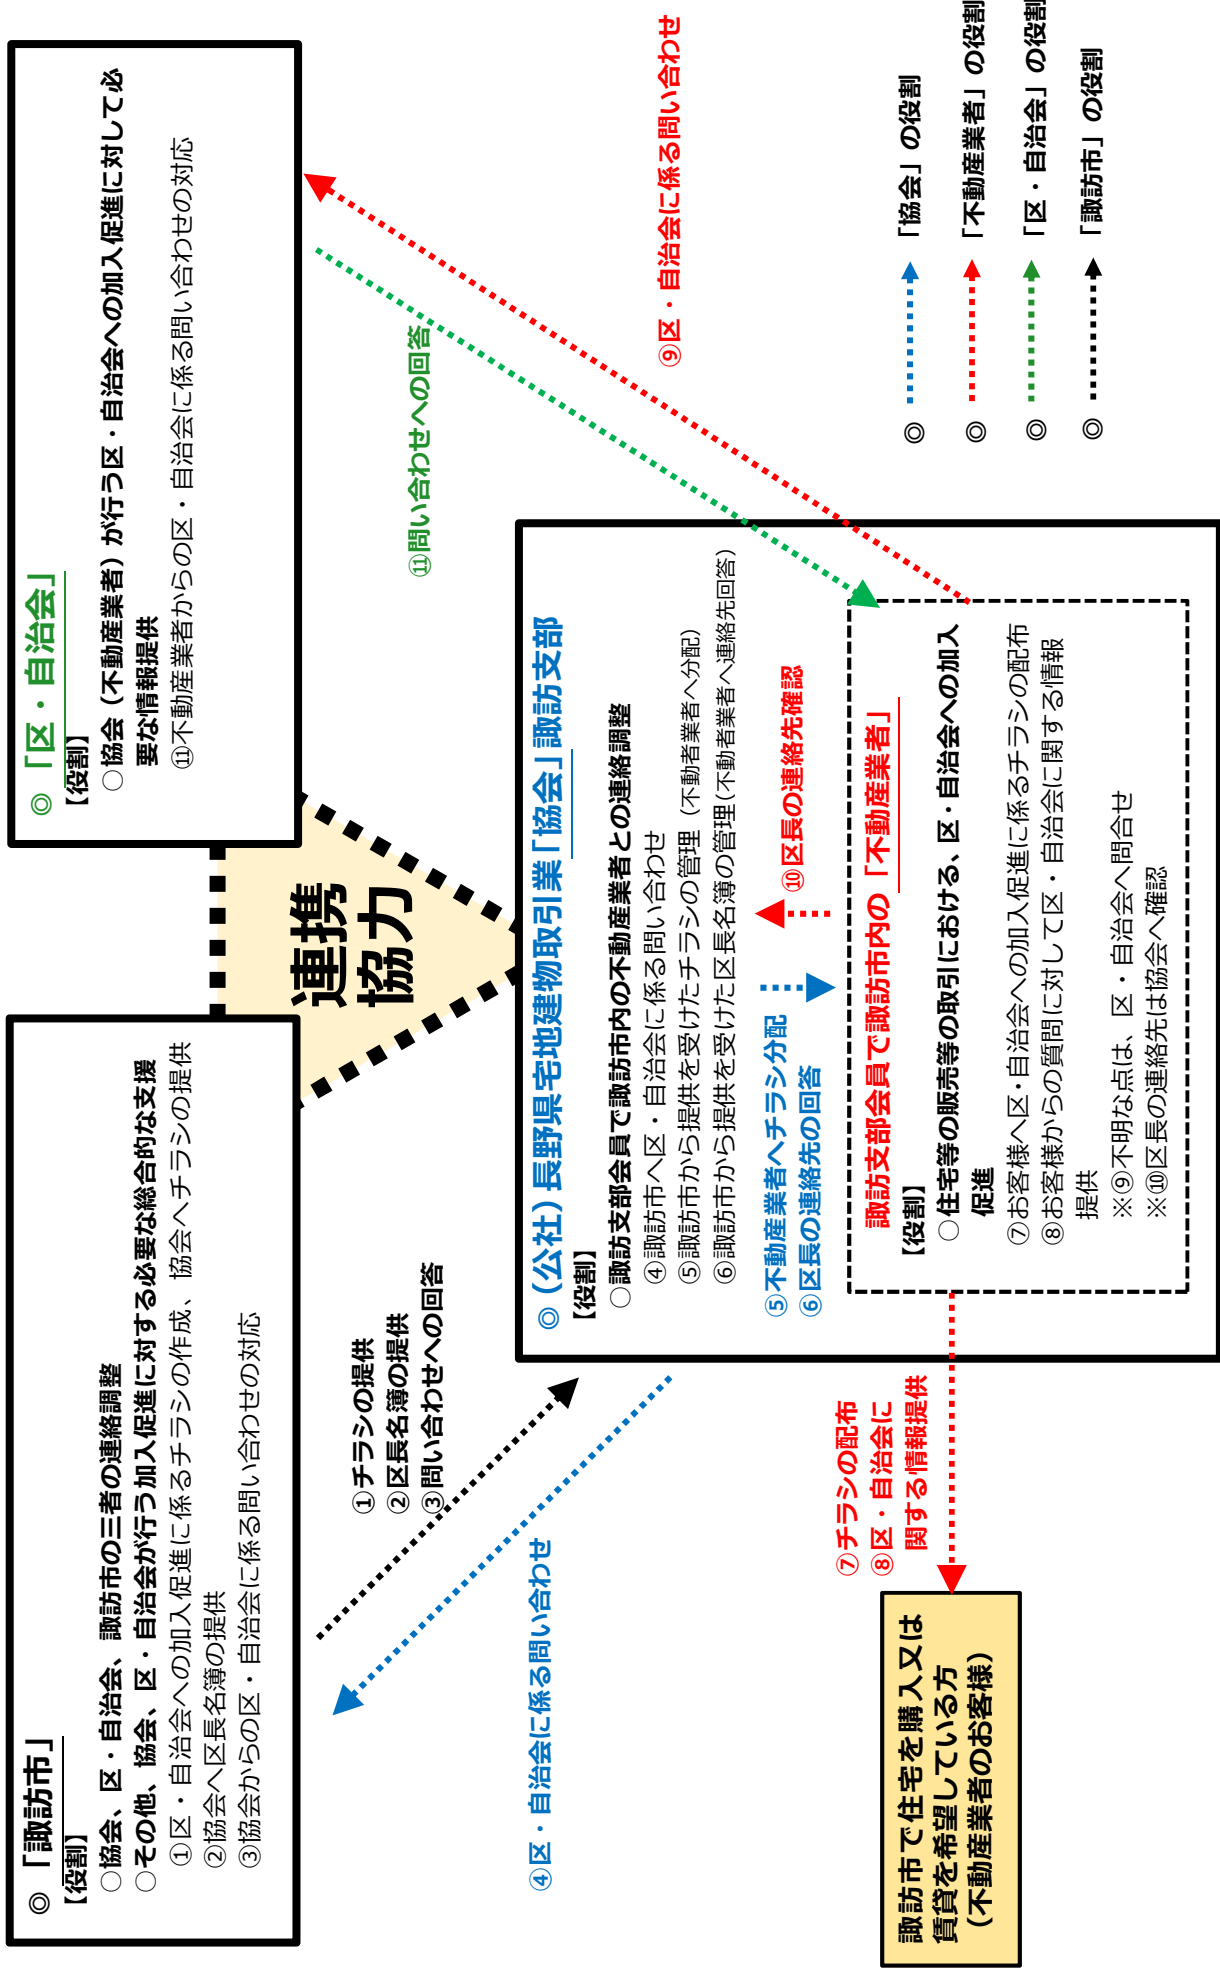 ◎「諏訪市」
【役割】
○協会、区・自治会、諏訪市の三者の連絡調整
○その他、協会、区・自治会が行う加入促進に対する必要な総合的な支援
①区・自治会への加入促進に係るチラシの作成、協会へチラシの提供
②協会へ区長名簿の提供
③協会からの区・自治会に係る問い合わせの対応
◎「区・自治会」
【役割】
○協会（不動産業者）が行う区・自治会への加入促進に対して必
要な情報提供
⑪不動産業者からの区・自治会に係る問い合わせの対応
連携
協力
①チラシの提供
②区長名簿の提供
③問い合わせへの回答
④区・自治会に係る問い合わせ
⑪問い合わせへの回答
⑨区・自治会に係る問い合わせ
◎（公社）長野県宅地建物取引業「協会」諏訪支部
【役割】
○諏訪支部会員で諏訪市内の不動産業者との連絡調整
④諏訪市へ区・自治会に係る問い合わせ
⑤諏訪市から提供を受けたチラシの管理（不動者業者へ分配）
⑥諏訪市から提供を受けた区長名簿の管理（不動産業者へ連絡先回答）
⑤不動産業者へチラシ分配
⑥区長の連絡先の回答
⑩区長の連絡先確認
諏訪支部会員で諏訪市内の「不動産業者」
【役割】
○住宅等の販売等の取引における、区・自治会への加入
促進
⑦お客様へ区・自治会への加入促進に係るチラシの配布
⑧お客様からの質問に対して区・自治会に関する情報
提供
※⑨不明な点は、区・自治会へ問合せ
※⑩区長の連絡先は協会へ確認
⑦チラシの配布
⑧区・自治会に
関する情報提供
諏訪市で住宅を購入又は
賃貸を希望している方
（不動産業者のお客様）
◎「協会」の役割
◎「不動産業者」の役割
◎「区・自治会」の役割
◎「諏訪市」の役割